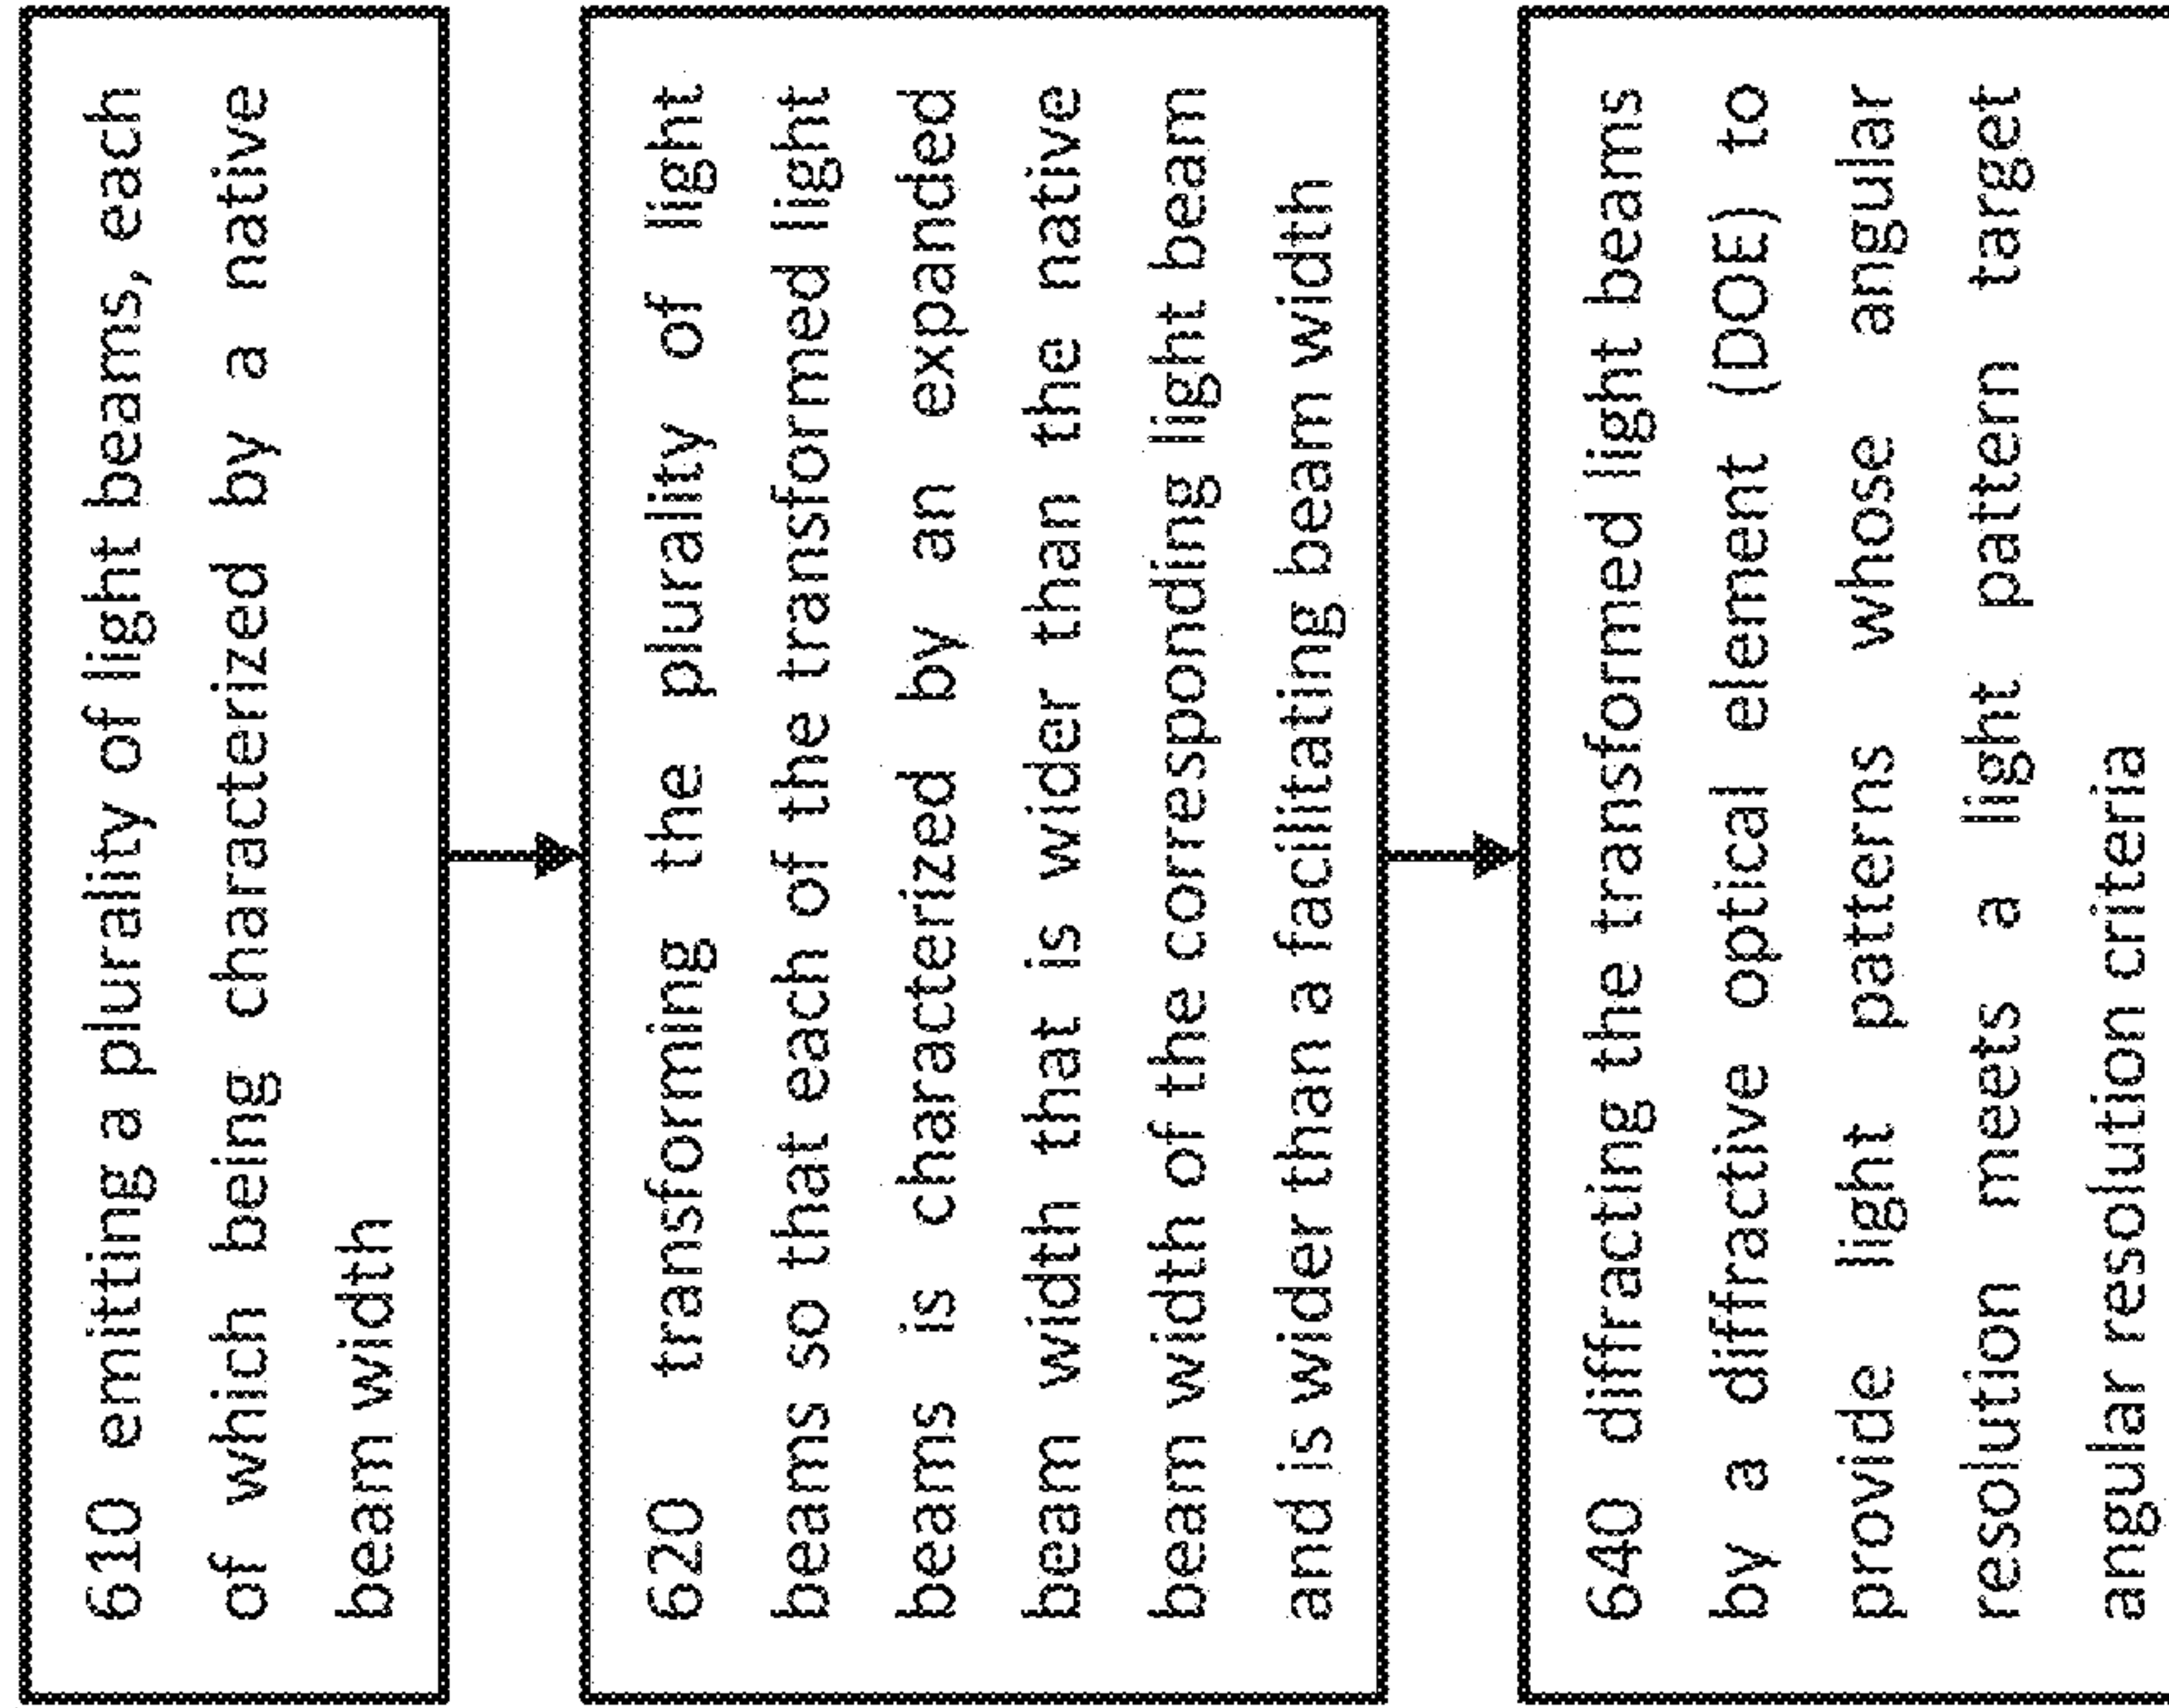 610 emitting a plurality of light beams, each
of which being characterized by a native
beam width
620 transforming the plurality of light
beams so that each of the transformed light
beams is characterized by an expanded
beam width that is wider than the native
beam width of the corresponding light beam
and is wider than a facilitating beam width
640 diffracting the transformed light beams
by a diffractive optical element (DOE) to
provide light patterns whose angular
resolution meets a light pattern target
angular resolution criteria